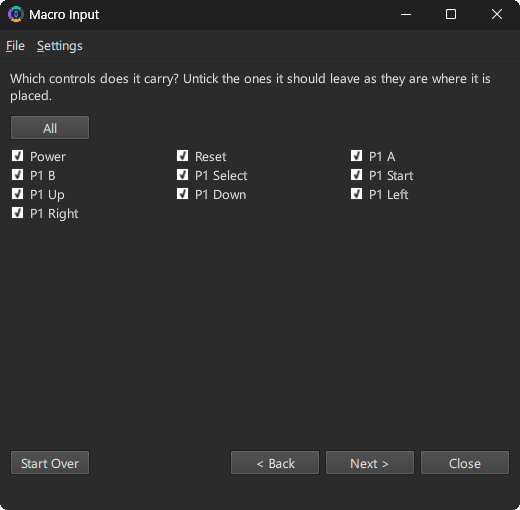 Macro Input
File Settings
Which controls does it carry? Untick the ones it should leave as they are where it is
placed.
All
Power Reset P1 A
P1 B P1 Select P1 Start
P1 Up P1 Down P1 Left
P1 Right
Start Over < Back Next > Close